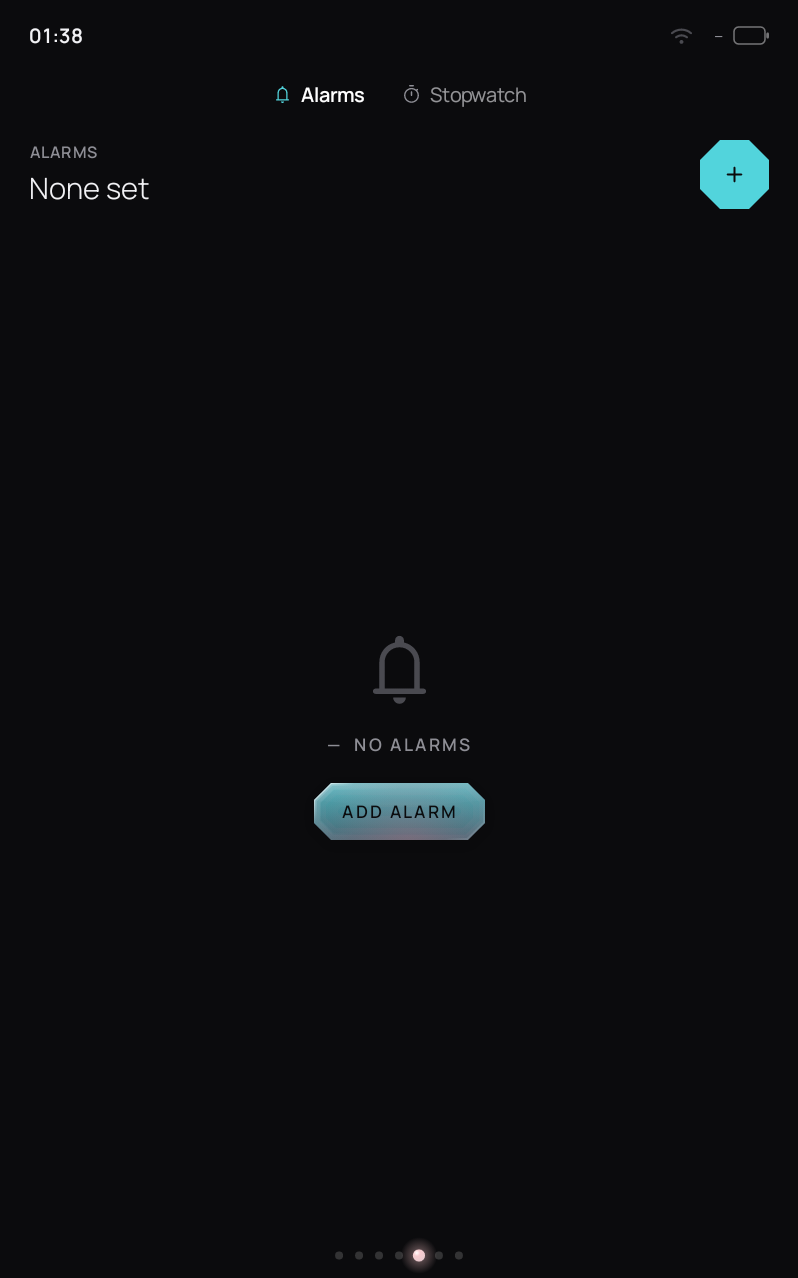 01:38
–
Alarms Stopwatch
ALARMS
None set
+
— NO ALARMS
ADD ALARM